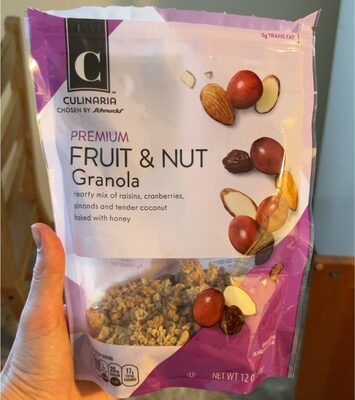 0g TRANS FAT
C
CULINARIA
CHOSEN BY Schnucks
PREMIUM
FRUIT & NUT
Granola
hearty mix of raisins, cranberries,
almonds and tender coconut
baked with honey
17g
NET WT 12 O